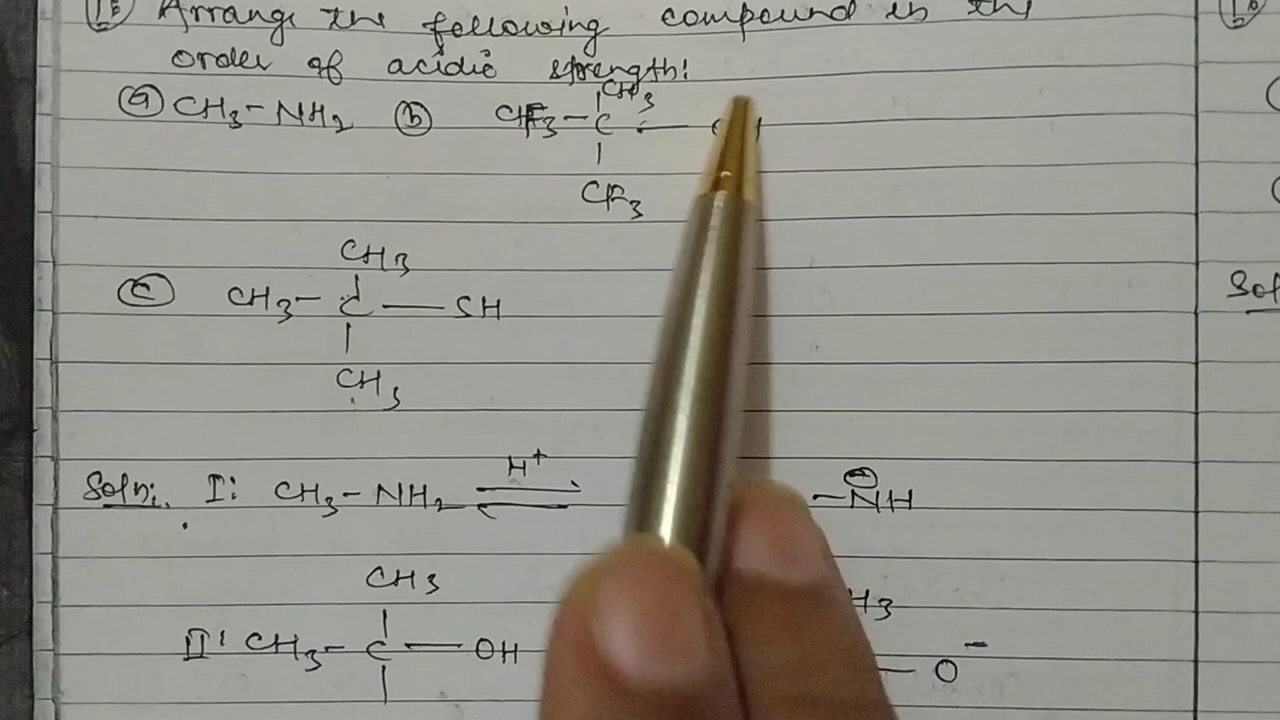 Arrange the following compound in the
order of acidic strength:
(a) CH3-NH2 (b) CF3-C-
CH3
CF3
CH3
(c) CH3-C-SH
CH3
Soln: I: CH3-NH2 ⇌ H+ -NH ⊖
CH3
II: CH3-C-OH H3 -O-
Sol